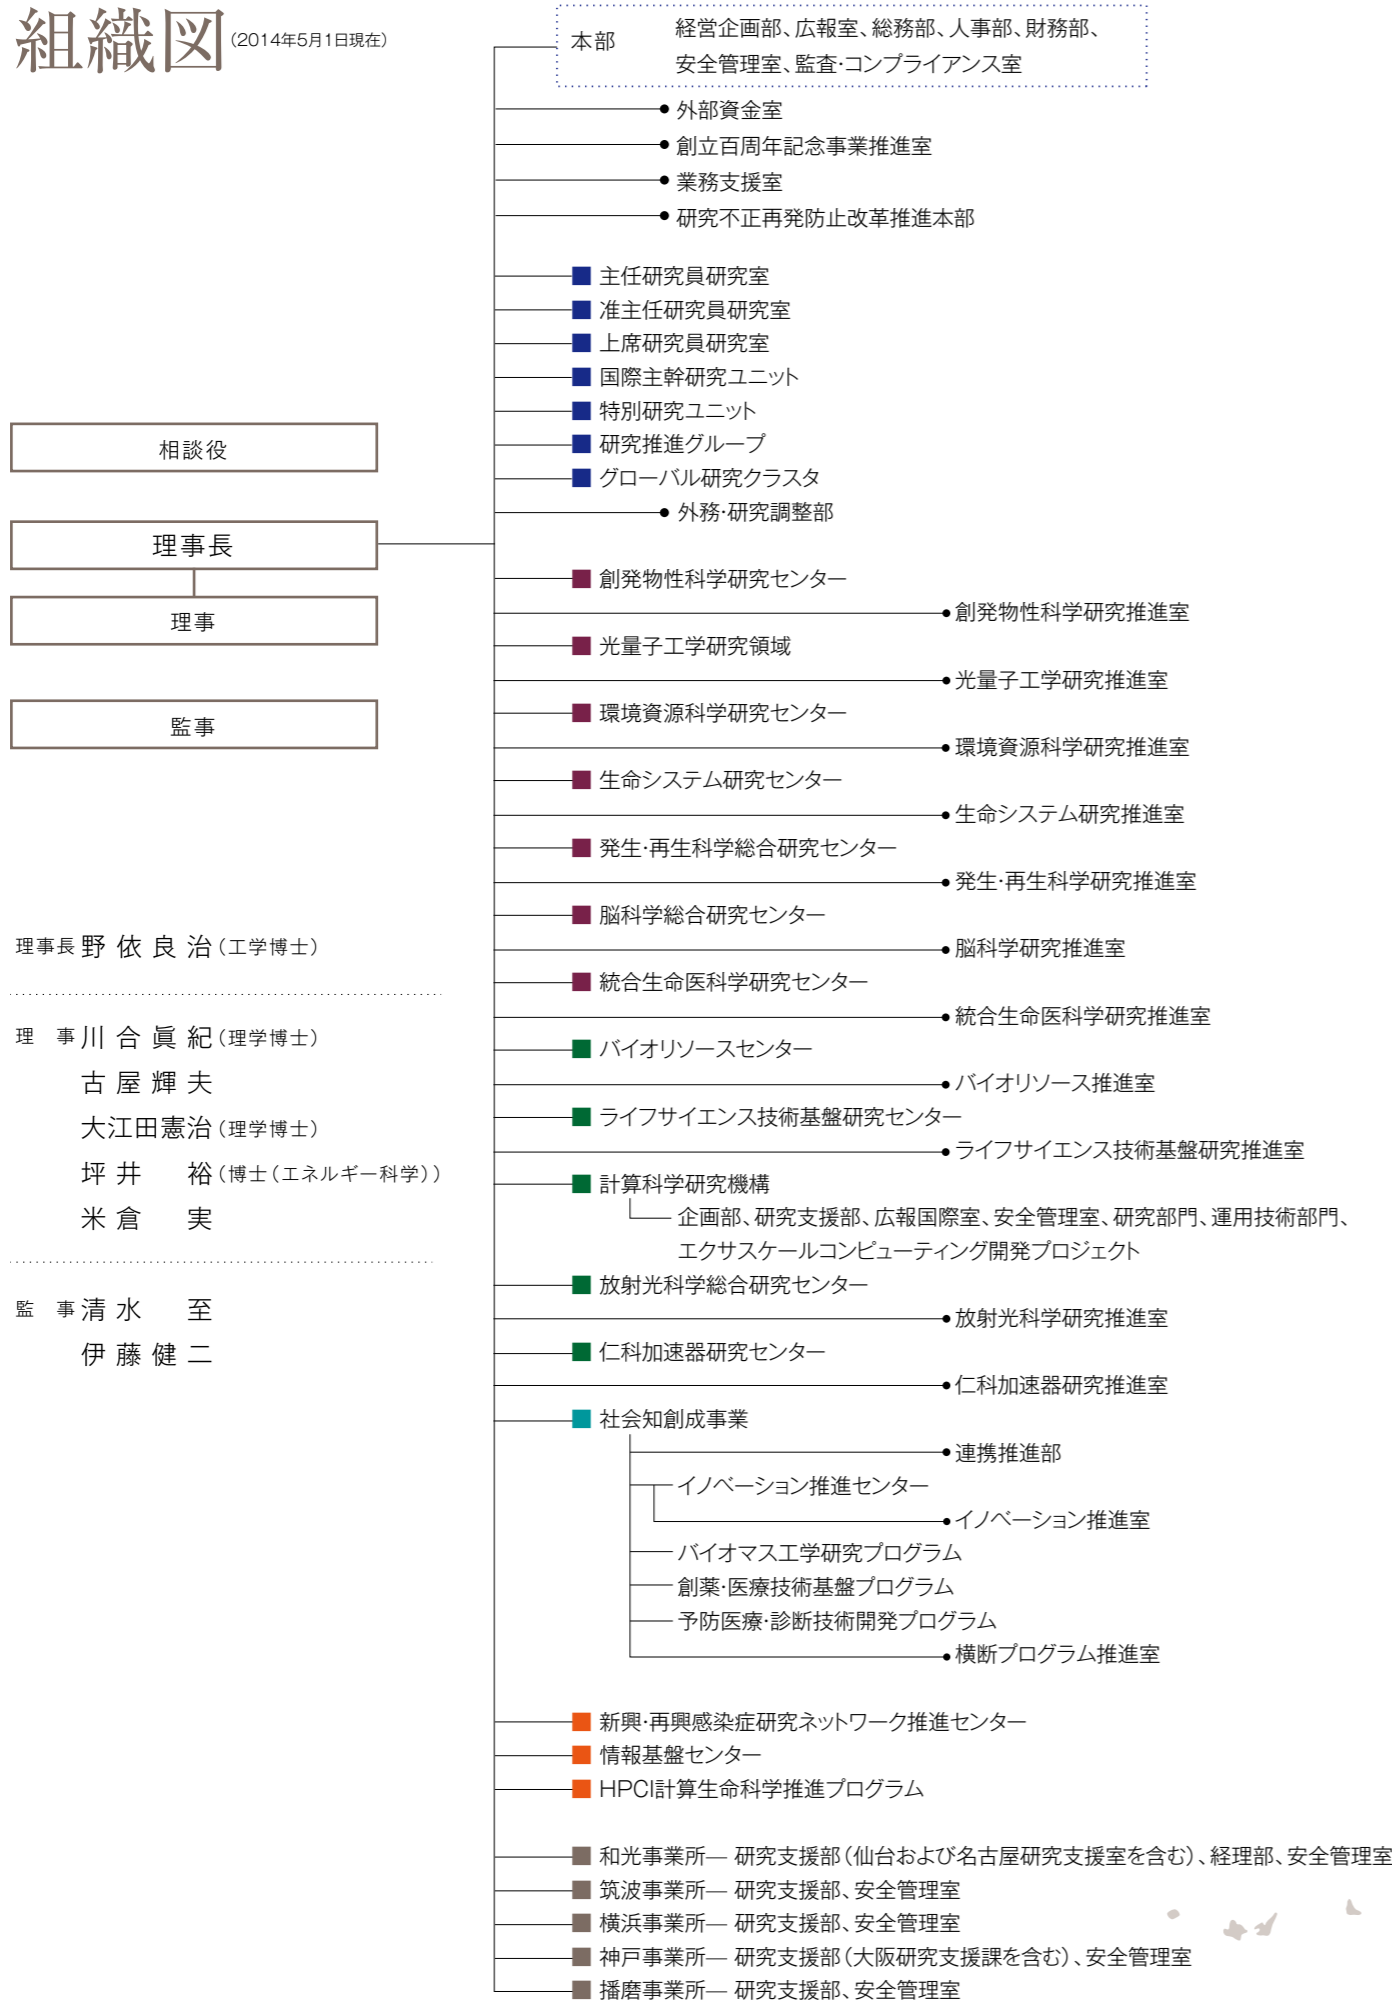 組織図(2014年5月1日現在)
本部 経営企画部、広報室、総務部、人事部、財務部、
安全管理室、監査・コンプライアンス室
外部資金室
創立百周年記念事業推進室
業務支援室
研究不正再発防止改革推進本部
主任研究員研究室
准主任研究員研究室
上席研究員研究室
国際主幹研究ユニット
特別研究ユニット
研究推進グループ
グローバル研究クラスタ
外務・研究調整部
相談役
理事長
理事
監事
創発物性科学研究センター
創発物性科学研究推進室
光量子工学研究領域
光量子工学研究推進室
環境資源科学研究センター
環境資源科学研究推進室
生命システム研究センター
生命システム研究推進室
発生・再生科学総合研究センター
発生・再生科学研究推進室
脳科学総合研究センター
脳科学研究推進室
統合生命医科学研究センター
統合生命医科学研究推進室
バイオリソースセンター
バイオリソース推進室
ライフサイエンス技術基盤研究センター
ライフサイエンス技術基盤研究推進室
計算科学研究機構
企画部、研究支援部、広報国際室、安全管理室、研究部門、運用技術部門、
エクサスケールコンピューティング開発プロジェクト
放射光科学総合研究センター
放射光科学研究推進室
仁科加速器研究センター
仁科加速器研究推進室
社会知創成事業
連携推進部
イノベーション推進センター
イノベーション推進室
バイオマス工学研究プログラム
創薬・医療技術基盤プログラム
予防医療・診断技術開発プログラム
横断プログラム推進室
新興・再興感染症研究ネットワーク推進センター
情報基盤センター
HPCI計算生命科学推進プログラム
和光事業所— 研究支援部(仙台および名古屋研究支援室を含む)、経理部、安全管理室
筑波事業所— 研究支援部、安全管理室
横浜事業所— 研究支援部、安全管理室
神戸事業所— 研究支援部(大阪研究支援課を含む)、安全管理室
播磨事業所— 研究支援部、安全管理室
理事長 野依良治(工学博士)
理 事 川合眞紀(理学博士)
古屋輝夫
大江田憲治(理学博士)
坪井 裕(博士(エネルギー科学))
米倉 実
監 事 清水 至
伊藤健二